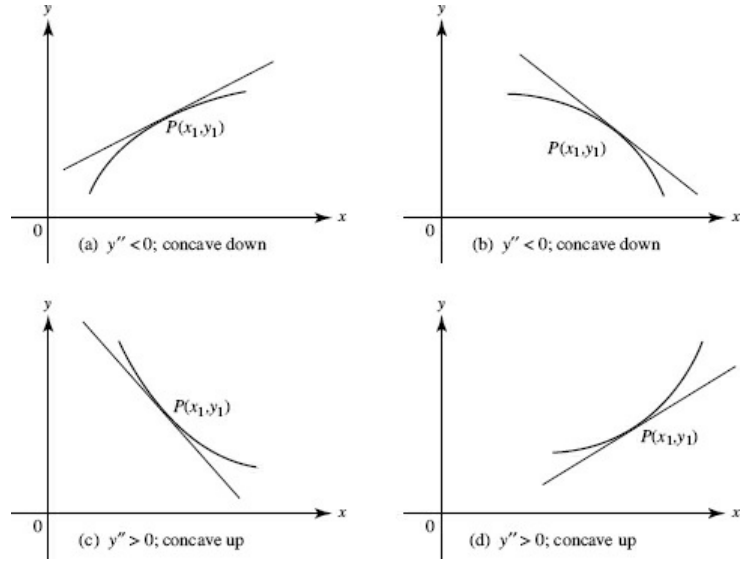 y
y
P(x₁,y₁)
P(x₁,y₁)
0
x
0
x
(a) y″ < 0; concave down
(b) y″ < 0; concave down
y
y
P(x₁,y₁)
P(x₁,y₁)
0
x
0
x
(c) y″ > 0; concave up
(d) y″ > 0; concave up